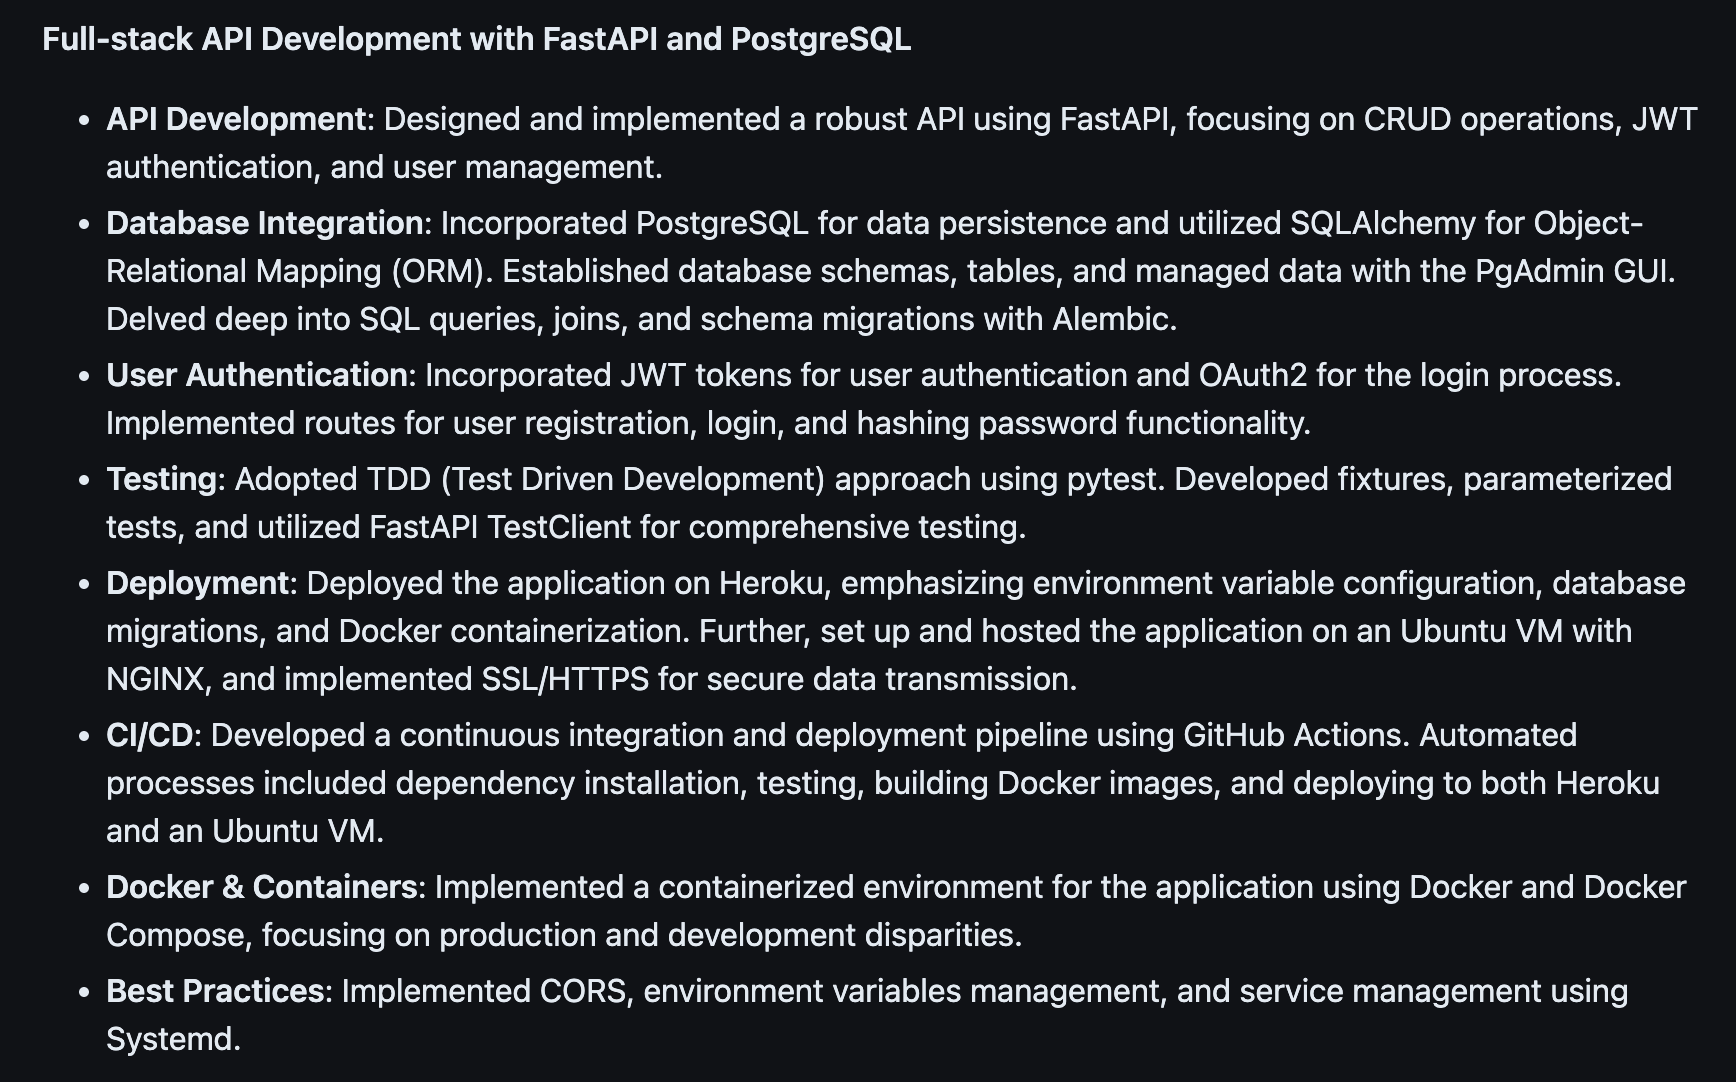 Full-stack API Development with FastAPI and PostgreSQL
• API Development: Designed and implemented a robust API using FastAPI, focusing on CRUD operations, JWT
authentication, and user management.
• Database Integration: Incorporated PostgreSQL for data persistence and utilized SQLAlchemy for Object-
Relational Mapping (ORM). Established database schemas, tables, and managed data with the PgAdmin GUI.
Delved deep into SQL queries, joins, and schema migrations with Alembic.
• User Authentication: Incorporated JWT tokens for user authentication and OAuth2 for the login process.
Implemented routes for user registration, login, and hashing password functionality.
• Testing: Adopted TDD (Test Driven Development) approach using pytest. Developed fixtures, parameterized
tests, and utilized FastAPI TestClient for comprehensive testing.
• Deployment: Deployed the application on Heroku, emphasizing environment variable configuration, database
migrations, and Docker containerization. Further, set up and hosted the application on an Ubuntu VM with
NGINX, and implemented SSL/HTTPS for secure data transmission.
• CI/CD: Developed a continuous integration and deployment pipeline using GitHub Actions. Automated
processes included dependency installation, testing, building Docker images, and deploying to both Heroku
and an Ubuntu VM.
• Docker & Containers: Implemented a containerized environment for the application using Docker and Docker
Compose, focusing on production and development disparities.
• Best Practices: Implemented CORS, environment variables management, and service management using
Systemd.